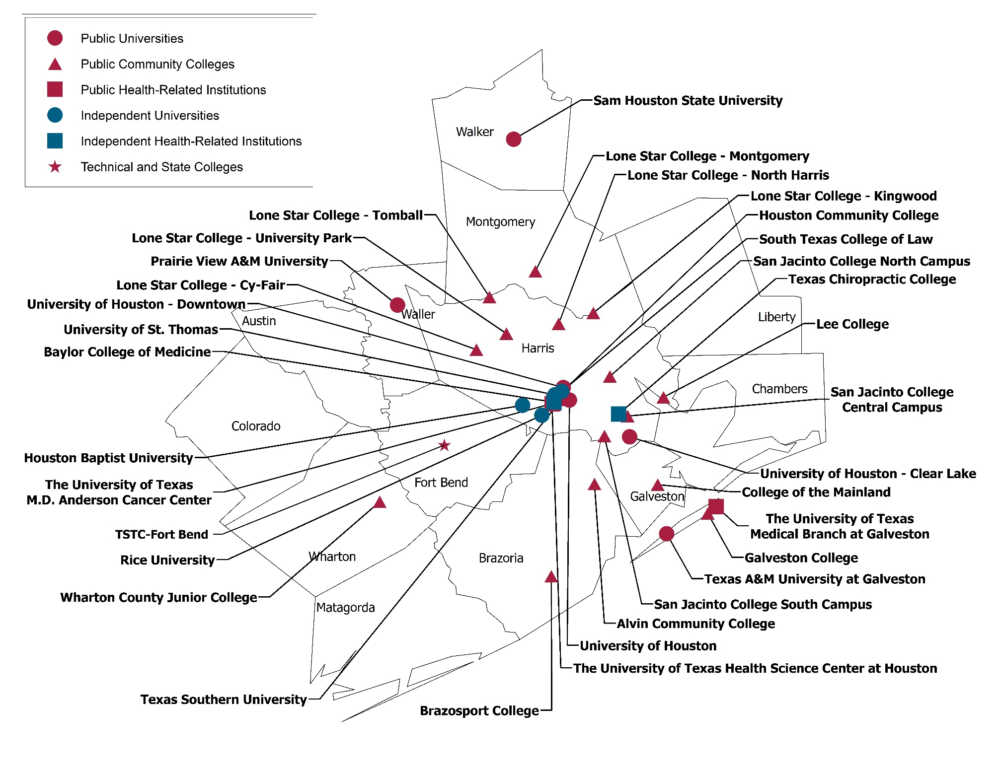 Public Universities
Public Community Colleges
Public Health-Related Institutions
Independent Universities
Independent Health-Related Institutions
Technical and State Colleges
Sam Houston State University
Walker
Lone Star College - Montgomery
Lone Star College - North Harris
Lone Star College - Kingwood
Lone Star College - Tomball
Houston Community College
Montgomery
Lone Star College - University Park
South Texas College of Law
Prairie View A&M University
San Jacinto College North Campus
Texas Chiropractic College
Lone Star College - Cy-Fair
University of Houston - Downtown
Waller
Liberty
Austin
Lee College
University of St. Thomas
Harris
Baylor College of Medicine
Chambers
San Jacinto College
Central Campus
Colorado
Houston Baptist University
University of Houston - Clear Lake
Fort Bend
The University of Texas
M.D. Anderson Cancer Center
College of the Mainland
Galveston
The University of Texas
Medical Branch at Galveston
TSTC-Fort Bend
Wharton
Brazoria
Galveston College
Rice University
Texas A&M University at Galveston
Wharton County Junior College
San Jacinto College South Campus
Matagorda
Alvin Community College
University of Houston
The University of Texas Health Science Center at Houston
Texas Southern University
Brazosport College